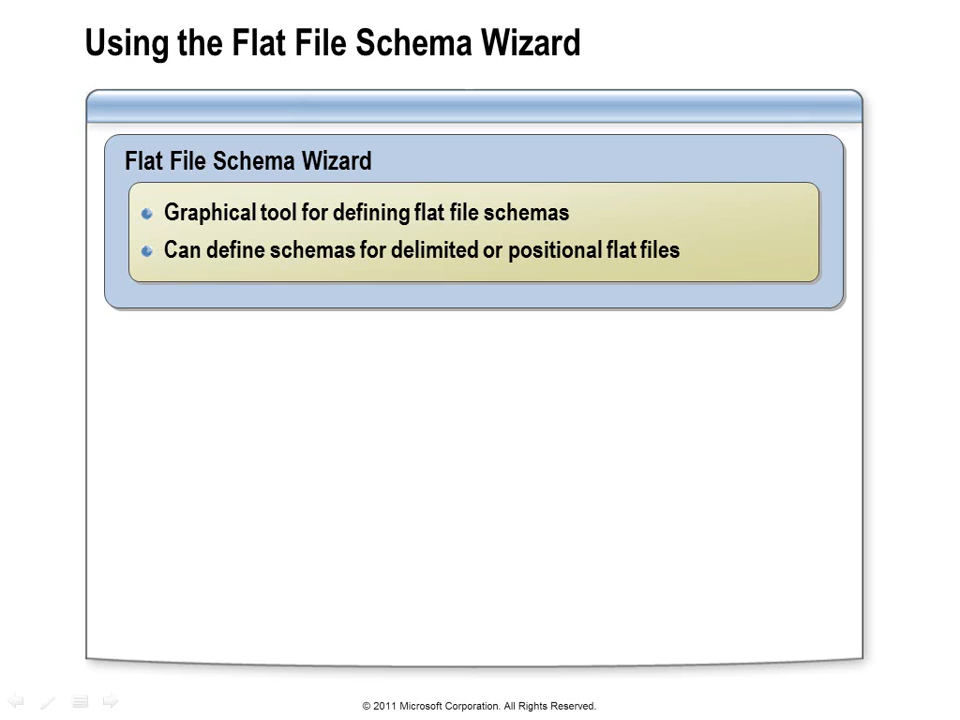 Using the Flat File Schema Wizard
Flat File Schema Wizard
Graphical tool for defining flat file schemas
Can define schemas for delimited or positional flat files
© 2011 Microsoft Corporation. All Rights Reserved.